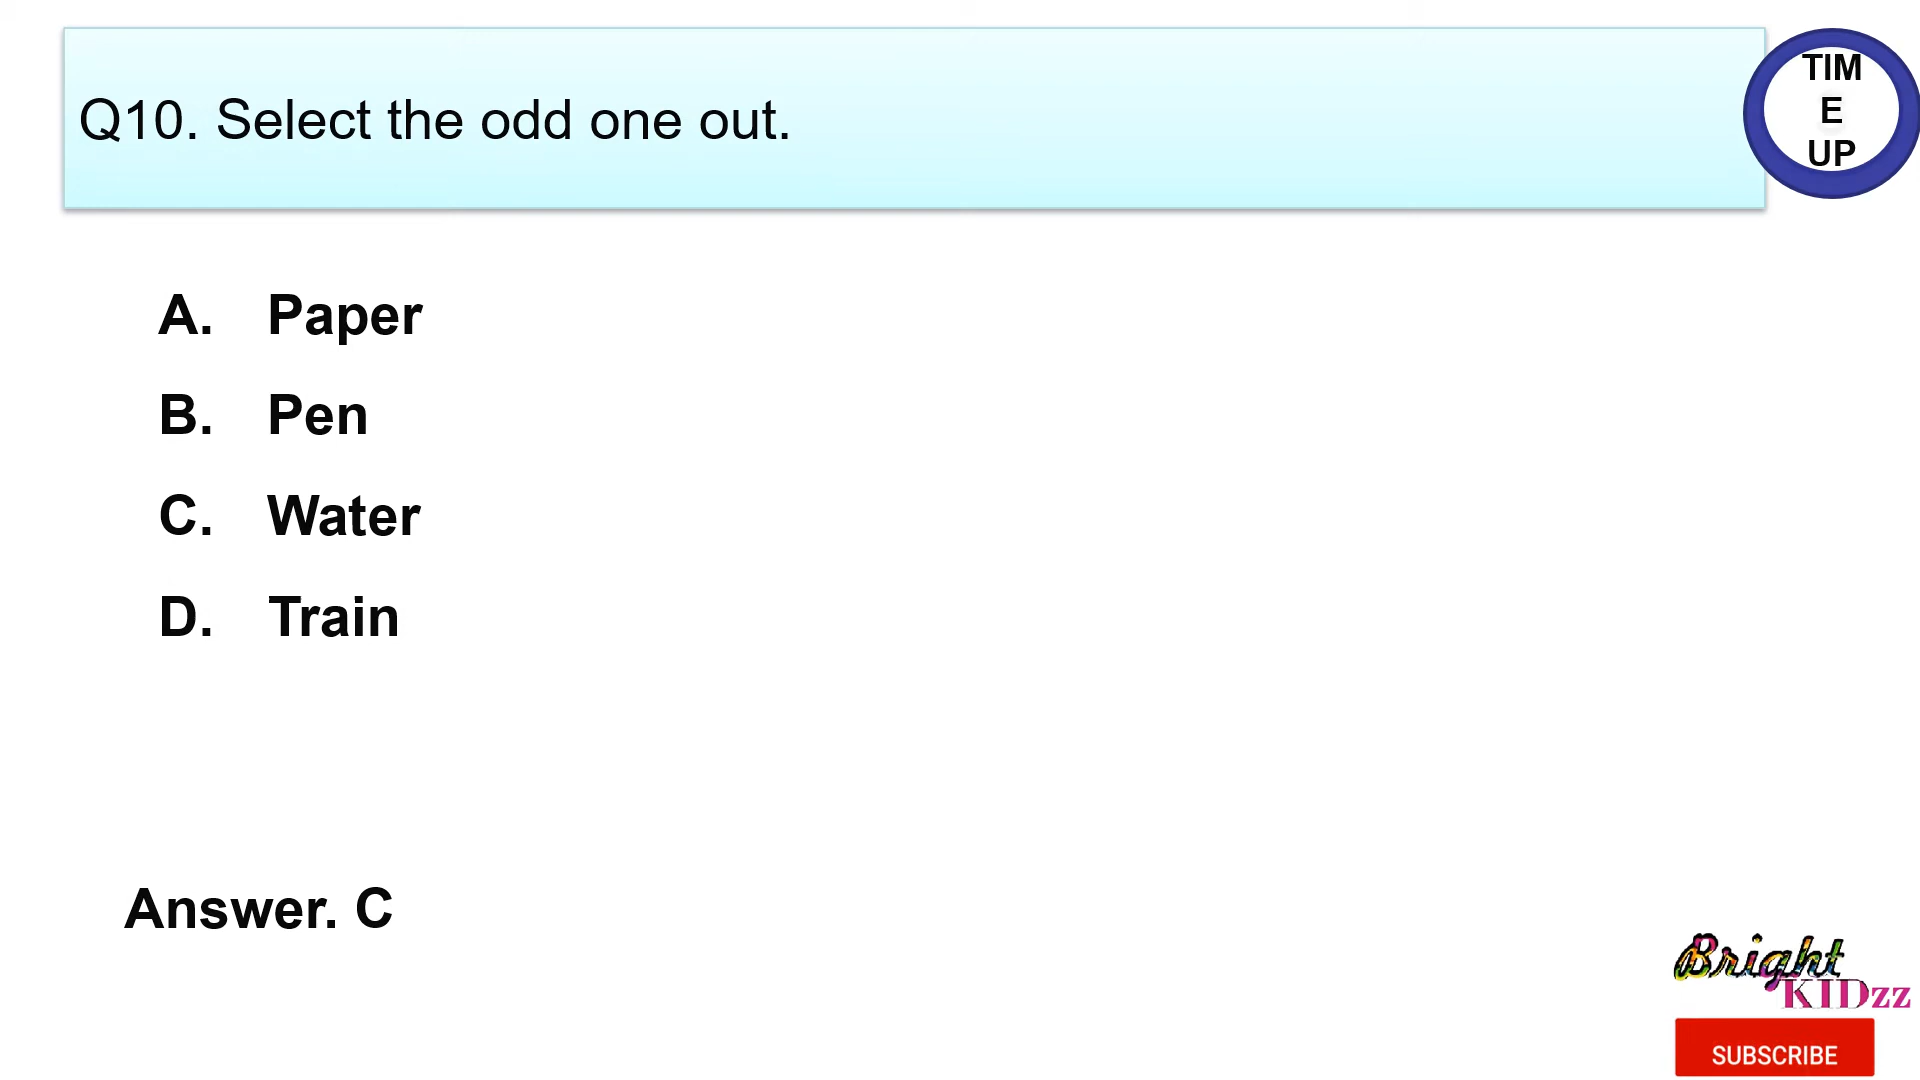 Q10. Select the odd one out.
TIM
E
UP
A. Paper
B. Pen
C. Water
D. Train
Answer. C
Bright
KIDzz
SUBSCRIBE